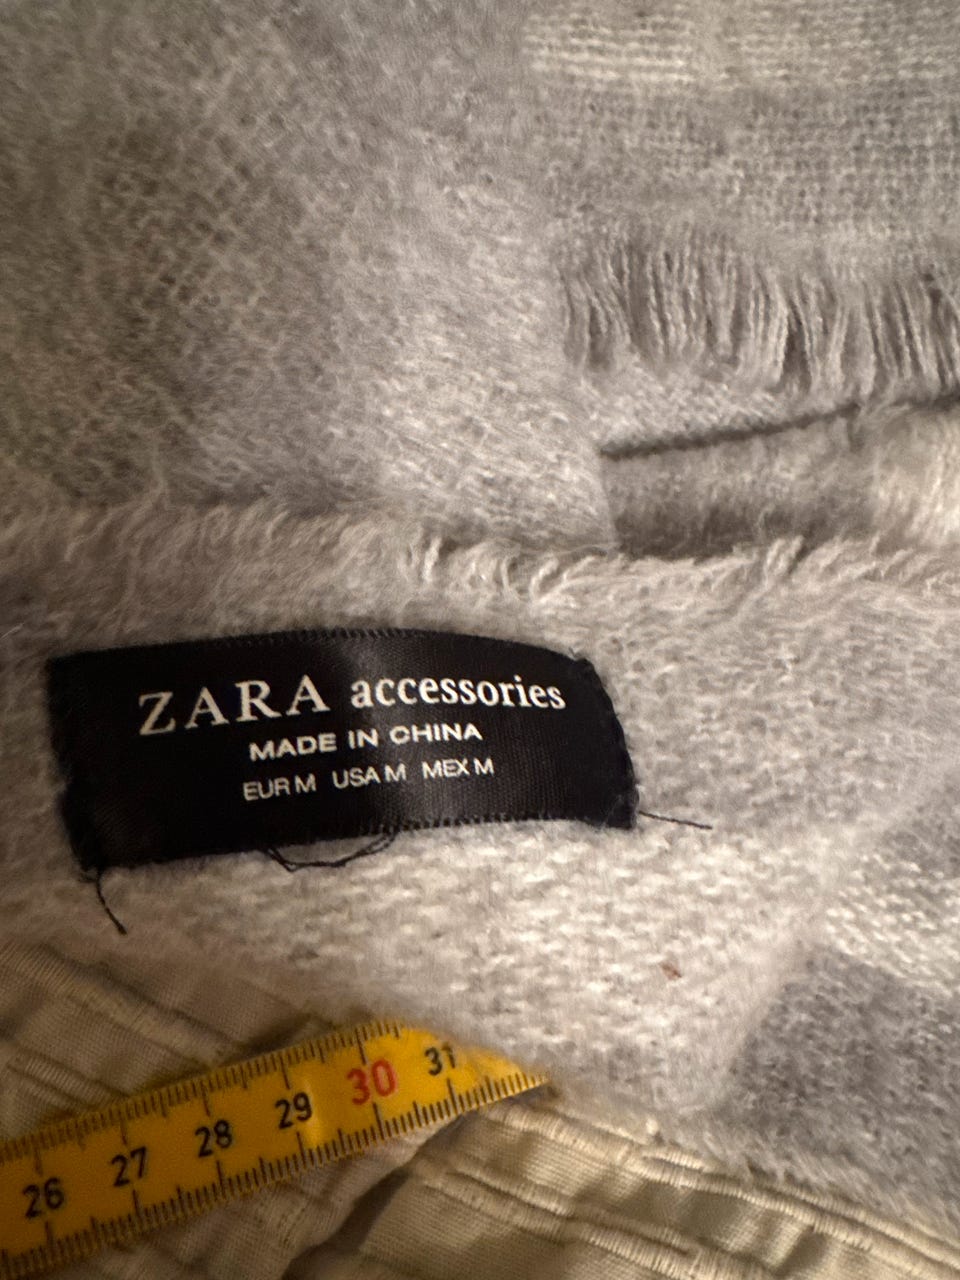 ZARA accessories
MADE IN CHINA
EUR M USA M MEX M
26 27 28 29 30 31